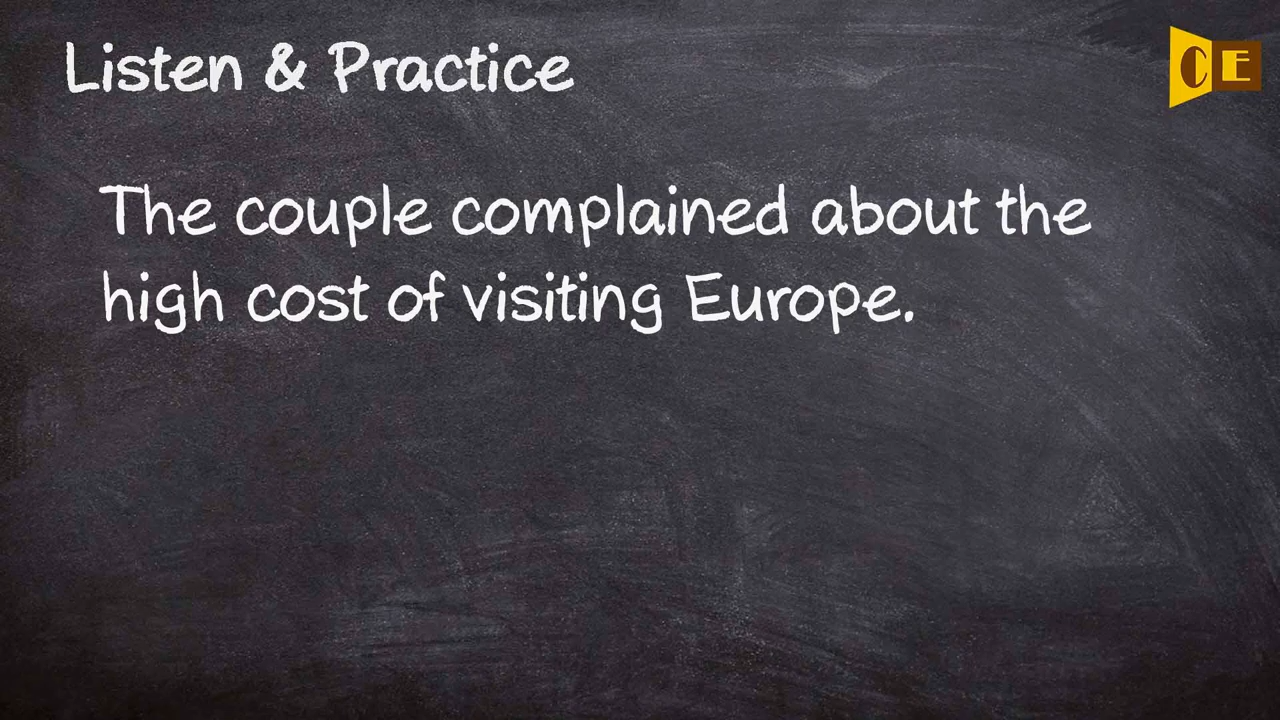 Listen & Practice
CE
The couple complained about the
high cost of visiting Europe.